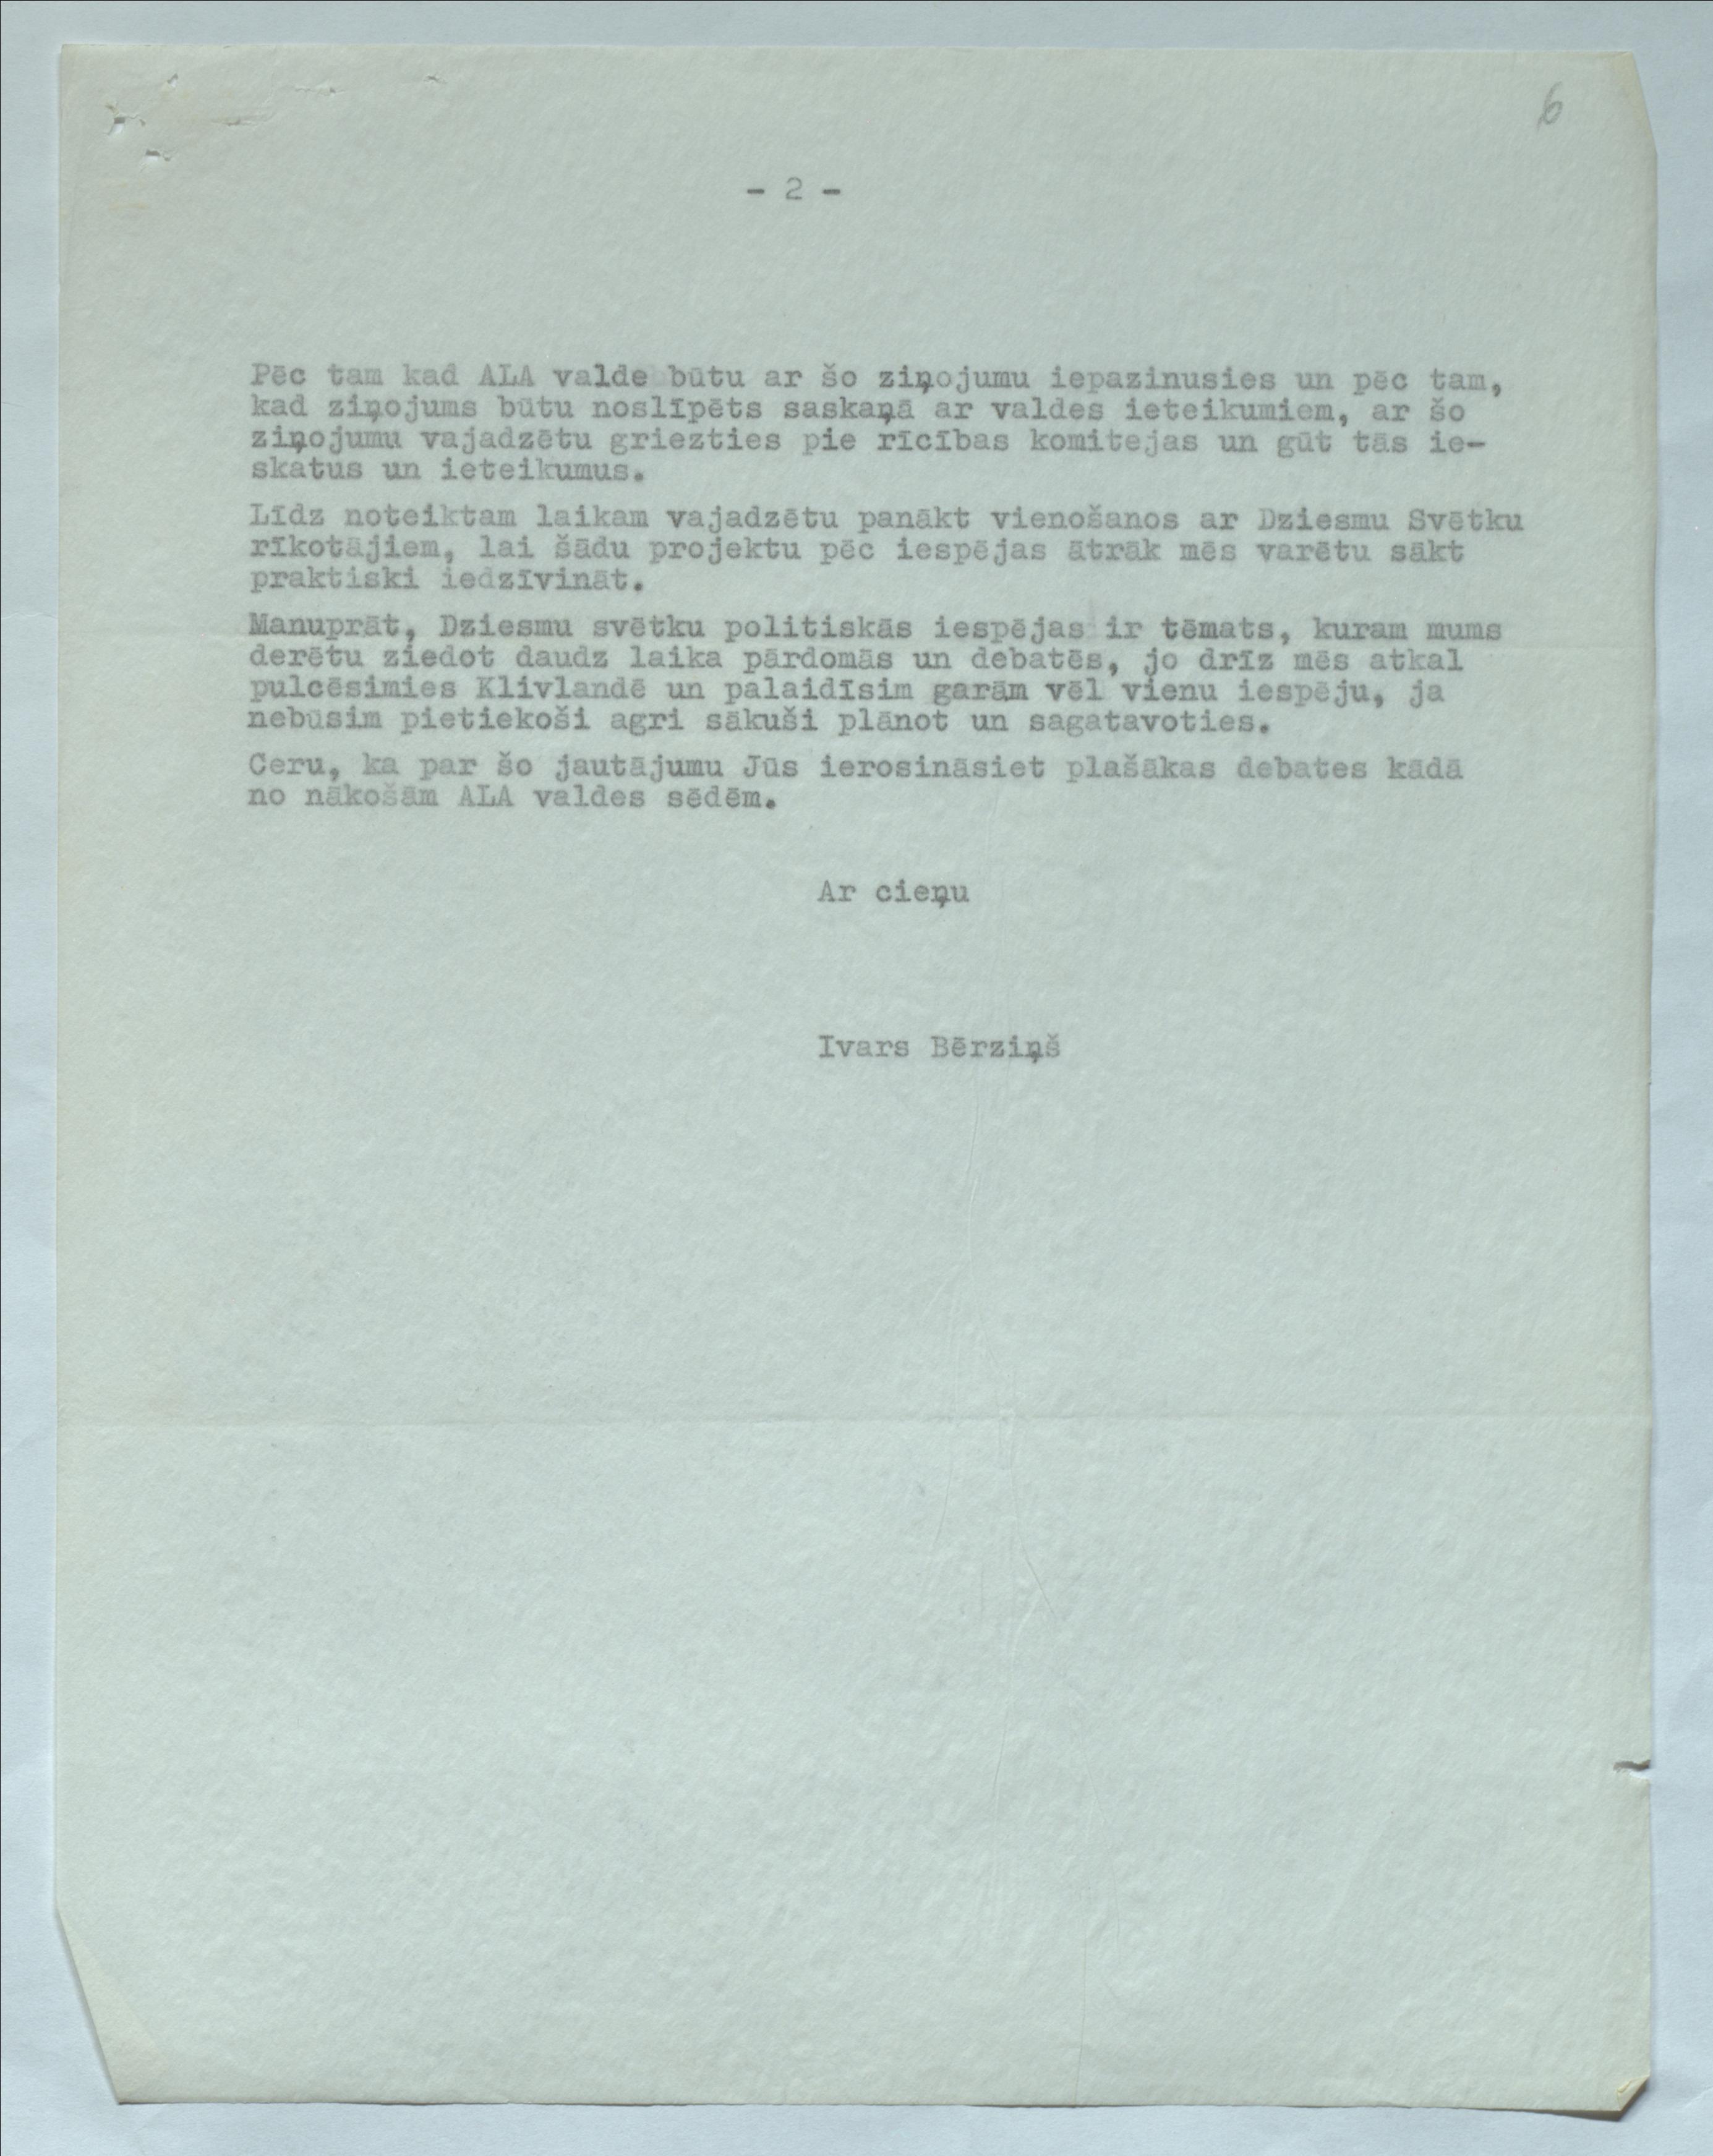 6
- 2 -
Pēc tam kad ALA valde būtu ar šo ziņojumu iepazinusies un pēc tam,
kad ziņojums būtu noslīpēts saskaņā ar valdes ieteikumiem, ar šo
ziņojumu vajadzētu griezties pie rīcības komitejas un gūt tās ie-
skatus un ieteikumus.
Līdz noteiktam laikam vajadzētu panākt vienošanos ar Dziesmu Svētku
rīkotājiem, lai šādu projektu pēc iespējas ātrāk mēs varētu sākt
praktiski iedzīvināt.
Manuprāt, Dziesmu svētku politiskās iespējas ir tēmats, kuram mums
derētu ziedot daudz laika pārdomās un debatēs, jo drīz mēs atkal
pulcēsimies Klivlandē un palaidīsim garām vēl vienu iespēju, ja
nebūsim pietiekoši agri sākuši plānot un sagatavoties.
Ceru, ka par šo jautājumu Jūs ierosināsiet plašākas debates kādā
no nākošām ALA valdes sēdēm.
Ar cieņu
Ivars Bērziņš